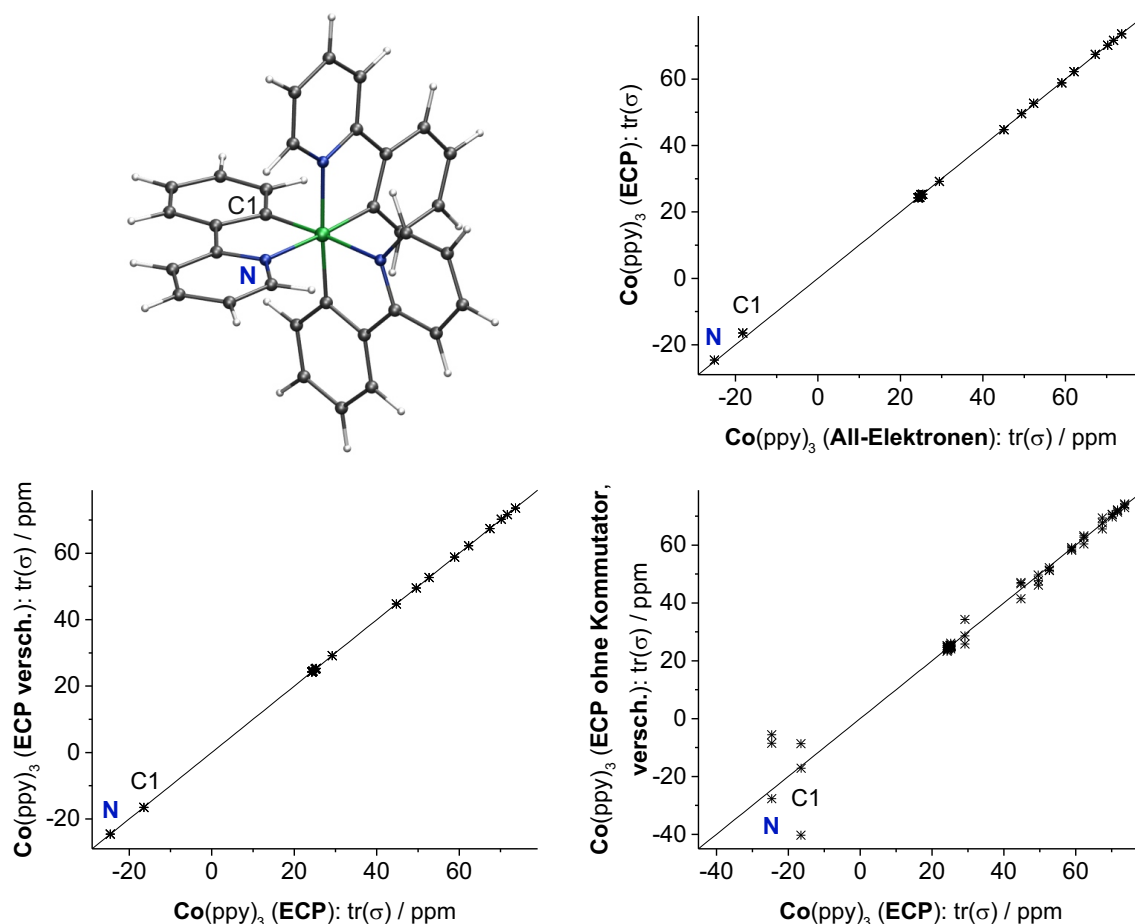 C1
N
Co(ppy)₃ (ECP): tr(σ)
60
40
20
0
-20
C1
N
-20 0 20 40 60
Co(ppy)₃ (All-Elektronen): tr(σ) / ppm
Co(ppy)₃ (ECP versch.): tr(σ) / ppm
60
40
20
0
-20
C1
N
-20 0 20 40 60
Co(ppy)₃ (ECP): tr(σ) / ppm
Co(ppy)₃ (ECP ohne Kommutator,
versch.): tr(σ) / ppm
60
40
20
0
-20
-40
C1
N
-40 -20 0 20 40 60
Co(ppy)₃ (ECP): tr(σ) / ppm